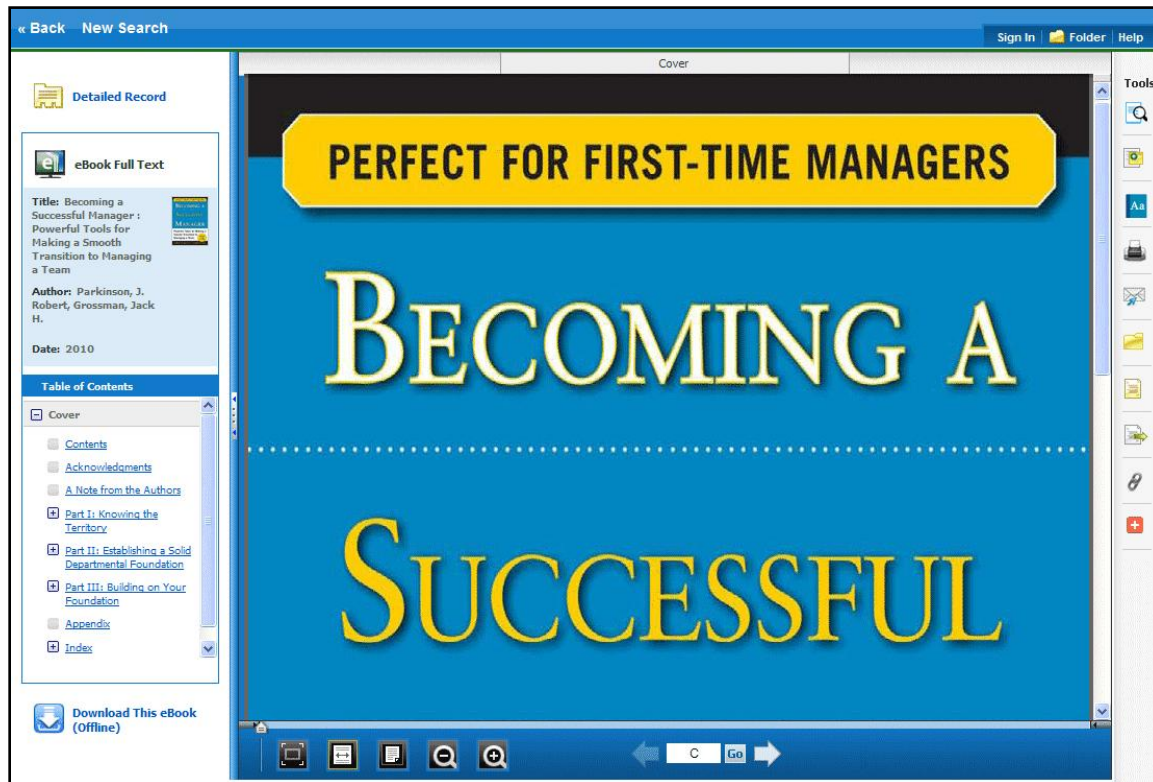 « Back New Search
Sign In Folder Help
Detailed Record
eBook Full Text
Title: Becoming a
Successful Manager :
Powerful Tools for
Making a Smooth
Transition to Managing
a Team
Author: Parkinson, J.
Robert, Grossman, Jack
H.
Date: 2010
Table of Contents
Cover
Contents
Acknowledgments
A Note from the Authors
Part I: Knowing the
Territory
Part II: Establishing a Solid
Departmental Foundation
Part III: Building on Your
Foundation
Appendix
Index
Download This eBook
(Offline)
Cover
PERFECT FOR FIRST-TIME MANAGERS
BECOMING A
SUCCESSFUL
C Go
Tools
Aa